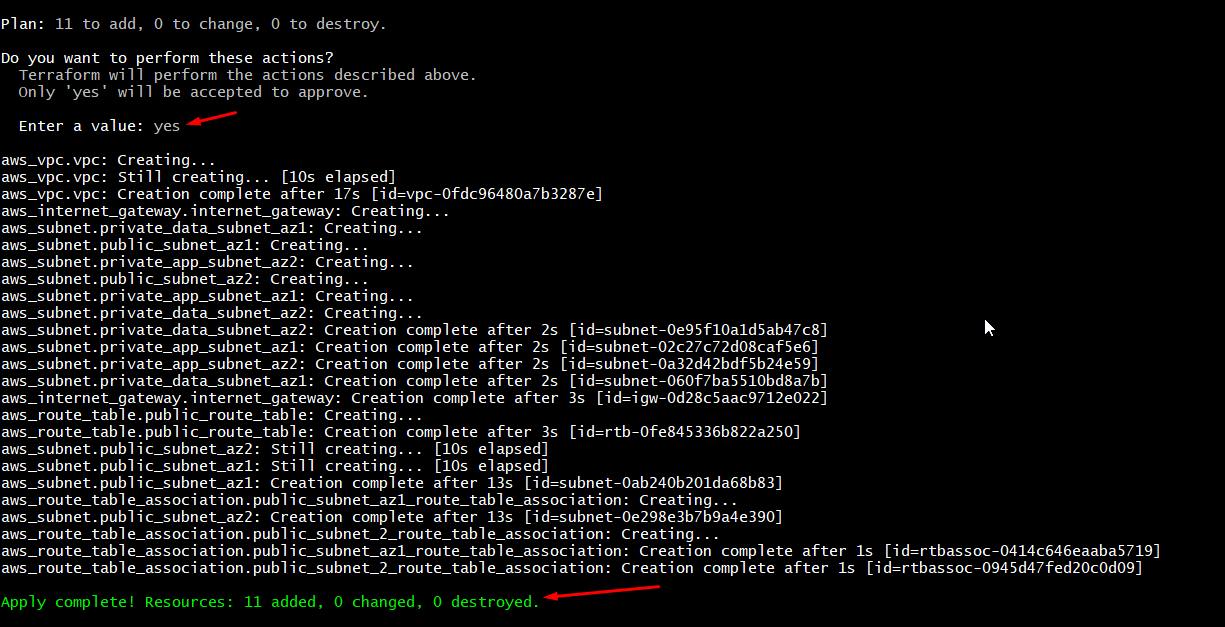 Plan: 11 to add, 0 to change, 0 to destroy.
Do you want to perform these actions?
Terraform will perform the actions described above.
Only 'yes' will be accepted to approve.
Enter a value: yes
aws_vpc.vpc: Creating...
aws_vpc.vpc: Still creating... [10s elapsed]
aws_vpc.vpc: Creation complete after 17s [id=vpc-0fdc96480a7b3287e]
aws_internet_gateway.internet_gateway: Creating...
aws_subnet.private_data_subnet_az1: Creating...
aws_subnet.public_subnet_az1: Creating...
aws_subnet.private_app_subnet_az2: Creating...
aws_subnet.public_subnet_az2: Creating...
aws_subnet.private_app_subnet_az1: Creating...
aws_subnet.private_data_subnet_az2: Creating...
aws_subnet.private_data_subnet_az2: Creation complete after 2s [id=subnet-0e95f10a1d5ab47c8]
aws_subnet.private_app_subnet_az1: Creation complete after 2s [id=subnet-02c27c72d08caf5e6]
aws_subnet.private_app_subnet_az2: Creation complete after 2s [id=subnet-0a32d42bdf5b24e59]
aws_subnet.private_data_subnet_az1: Creation complete after 2s [id=subnet-060f7ba5510bd8a7b]
aws_internet_gateway.internet_gateway: Creation complete after 3s [id=igw-0d28c5aac9712e022]
aws_route_table.public_route_table: Creating...
aws_route_table.public_route_table: Creation complete after 3s [id=rtb-0fe845336b822a250]
aws_subnet.public_subnet_az2: Still creating... [10s elapsed]
aws_subnet.public_subnet_az1: Still creating... [10s elapsed]
aws_subnet.public_subnet_az1: Creation complete after 13s [id=subnet-0ab240b201da68b83]
aws_route_table_association.public_subnet_az1_route_table_association: Creating...
aws_subnet.public_subnet_az2: Creation complete after 13s [id=subnet-0e298e3b7b9a4e390]
aws_route_table_association.public_subnet_2_route_table_association: Creating...
aws_route_table_association.public_subnet_az1_route_table_association: Creation complete after 1s [id=rtbassoc-0414c646eaaba5719]
aws_route_table_association.public_subnet_2_route_table_association: Creation complete after 1s [id=rtbassoc-0945d47fed20c0d09]
Apply complete! Resources: 11 added, 0 changed, 0 destroyed.